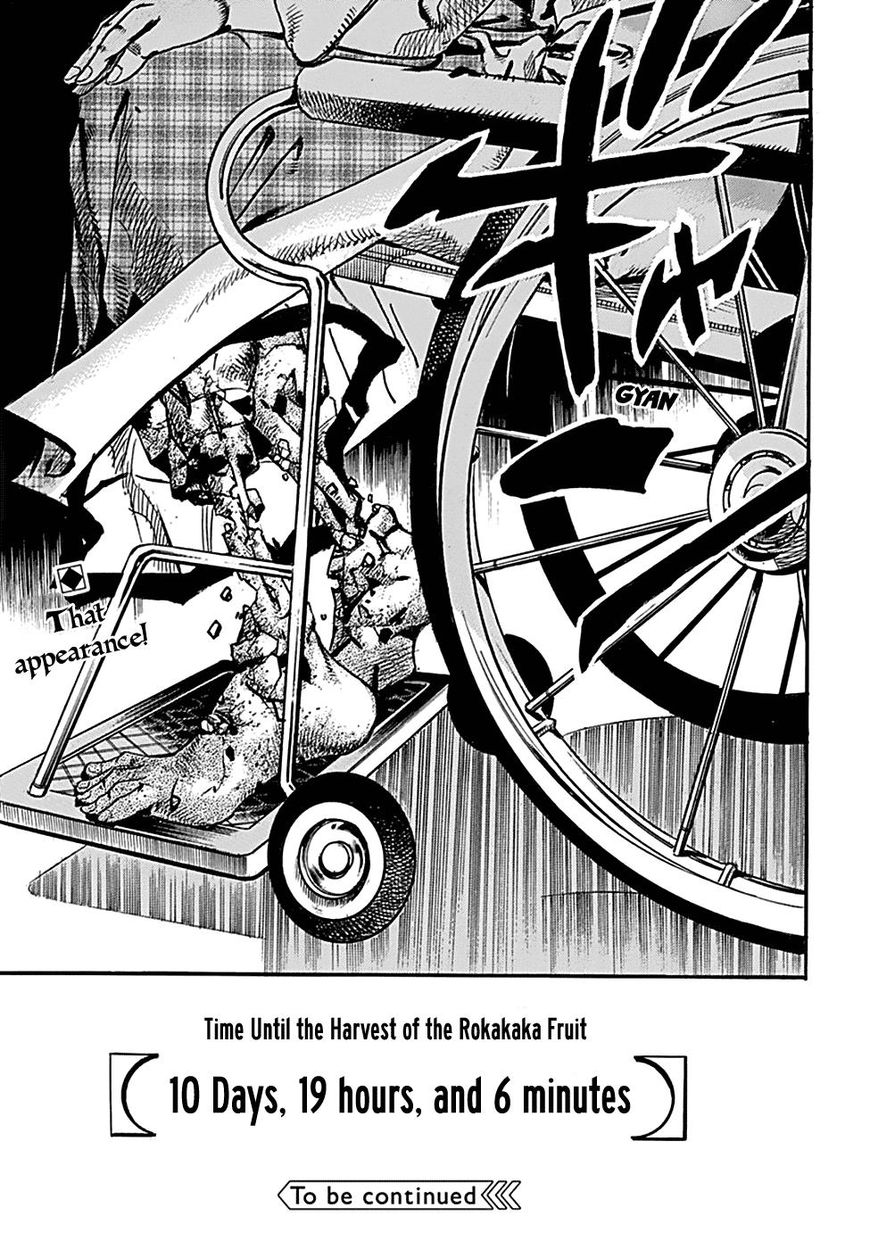 ギャン
GYAN
That
appearance!
Time Until the Harvest of the Rokakaka Fruit
10 Days, 19 hours, and 6 minutes
To be continued